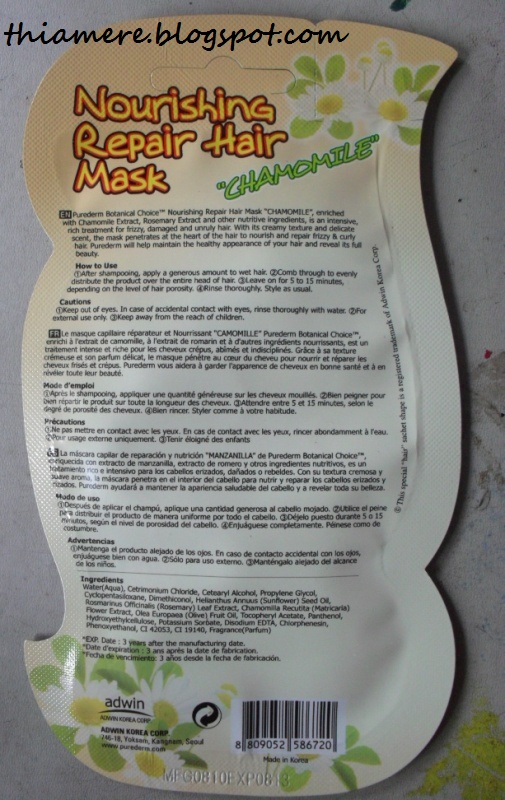 thiamere.blogspot.com
Nourishing
Repair Hair
Mask
"CHAMOMILE"
EN Purederm Botanical Choice™ Nourishing Repair Hair Mask "CHAMOMILE", enriched
with Chamomile Extract, Rosemary Extract and other nutritive ingredients, is an intensive,
rich treatment for frizzy, damaged and unruly hair. With its creamy texture and delicate
scent, the mask penetrates at the heart of the hair to nourish and repair frizzy & curly
hair. Purederm will help maintain the healthy appearance of your hair and reveal its full
beauty.
How to Use
①After shampooing, apply a generous amount to wet hair. ②Comb through to evenly
distribute the product over the entire head of hair. ③Leave on for 5 to 15 minutes,
depending on the level of hair porosity. ④Rinse thoroughly. Style as usual.
Cautions
①Keep out of eyes. In case of accidental contact with eyes, rinse thoroughly with water. ②For
external use only. ③Keep away from the reach of children.
FR Le masque capillaire réparateur et Nourrissant "CAMOMILLE" Purederm Botanical Choice™,
enrichi à l'extrait de camomille, à l'extrait de romarin et à d'autres ingrédients nourrissants, est un
traitement intense et riche pour les cheveux crépus, abimés et indisciplinés. Grâce à sa texture
crémeuse et son parfum délicat, le masque pénètre au cœur du cheveu pour nourrir et réparer les
cheveux frisés et crépus. Purederm vous aidera à garder l'apparence de cheveux en bonne santé et à en
révéler toute leur beauté.
Mode d'emploi
①Après le shampooing, appliquer une quantité généreuse sur les cheveux mouillés. ②Bien peigner pour
bien répartir le produit sur toute la longueur des cheveux. ③Attendre entre 5 et 15 minutes, selon le
degré de porosité des cheveux. ④Bien rincer. Styler comme à votre habitude.
Précautions
①Ne pas mettre en contact avec les yeux. En cas de contact avec les yeux, rincer abondamment à l'eau.
②Pour usage externe uniquement. ③Tenir éloigné des enfants
La máscara capilar de reparación y nutrición "MANZANILLA" de Purederm Botanical Choice™,
enriquecida con extracto de manzanilla, extracto de romero y otros ingredientes nutritivos, es un
tratamiento rico e intensivo para los cabellos erizados, dañados o rebeldes. Con su textura cremosa y
suave aroma, la máscara penetra en el interior del cabello para nutrir y reparar los cabellos erizados y
rizados. Purederm ayudará a mantener la apariencia saludable del cabello y a revelar toda su belleza.
Modo de uso
①Después de aplicar el champú, aplique una cantidad generosa al cabello mojado. ②Utilice el peine
para distribuir el producto de manera uniforme por todo el cabello. ③Déjelo puesto durante 5 o 15
minutos, según el nivel de porosidad del cabello. ④Enjuáguese completamente. Péinese como de
costumbre.
Advertencias
①Mantenga el producto alejado de los ojos. En caso de contacto accidental con los ojos,
enjuáguese bien con agua. ②Sólo para uso externo. ③Manténgalo alejado del alcance
de los niños.
Ingredients
Water(Aqua), Cetrimonium Chloride, Cetearyl Alcohol, Propylene Glycol,
Cyclopentasiloxane, Dimethiconol, Helianthus Annuus (Sunflower) Seed Oil,
Rosmarinus Officinalis (Rosemary) Leaf Extract, Chamomilla Recutita (Matricaria)
Flower Extract, Olea Europaea (Olive) Fruit Oil, Tocopheryl Acetate, Panthenol,
Hydroxyethylcellulose, Potassium Sorbate, Disodium EDTA, Chlorphenesin,
Phenoxyethanol, CI 42053, CI 19140, Fragrance(Parfum)
*EXP. Date : 3 years after the manufacturing date.
*Date d'expiration : 3 ans après la date de fabrication.
*Fecha de vencimiento: 3 años desde la fecha de fabricación.
® This special "hair" sachet shape is a registered trademark of Adwin Korea Corp.
adwin
ADWIN KOREA CORP.
ADWIN KOREA CORP.
746-18, Yoksam, Kangnam, Seoul
www.purederm.com
8 809052 586720
Made in Korea
MFG0810EXP0813